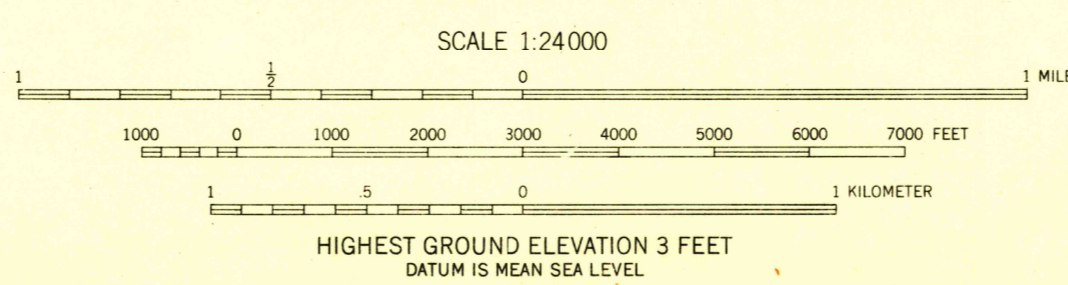 SCALE 1:24000
1 ½ 0 1 MILE
1000 0 1000 2000 3000 4000 5000 6000 7000 FEET
1 .5 0 1 KILOMETER
HIGHEST GROUND ELEVATION 3 FEET
DATUM IS MEAN SEA LEVEL